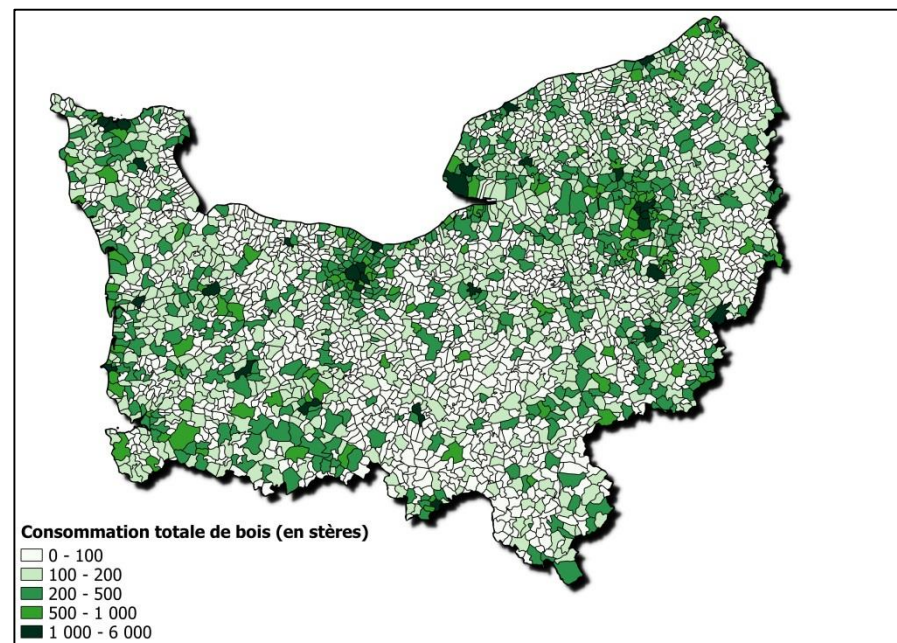 Consommation totale de bois (en stères)
0 - 100
100 - 200
200 - 500
500 - 1 000
1 000 - 6 000